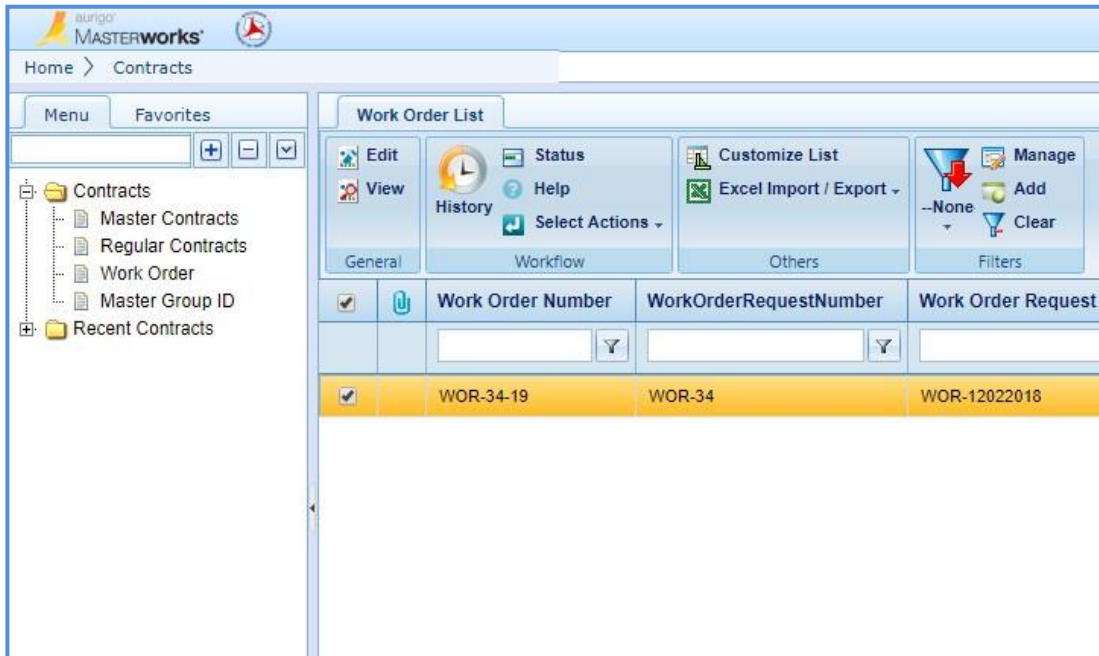 aurigo
MASTERworks
Home > Contracts
Menu Favorites
Contracts
Master Contracts
Regular Contracts
Work Order
Master Group ID
Recent Contracts
Work Order List
Edit
View
General
History
Status
Help
Select Actions
Workflow
Customize List
Excel Import / Export
Others
--None
Manage
Add
Clear
Filters
Work Order Number WorkOrderRequestNumber Work Order Request
WOR-34-19 WOR-34 WOR-12022018